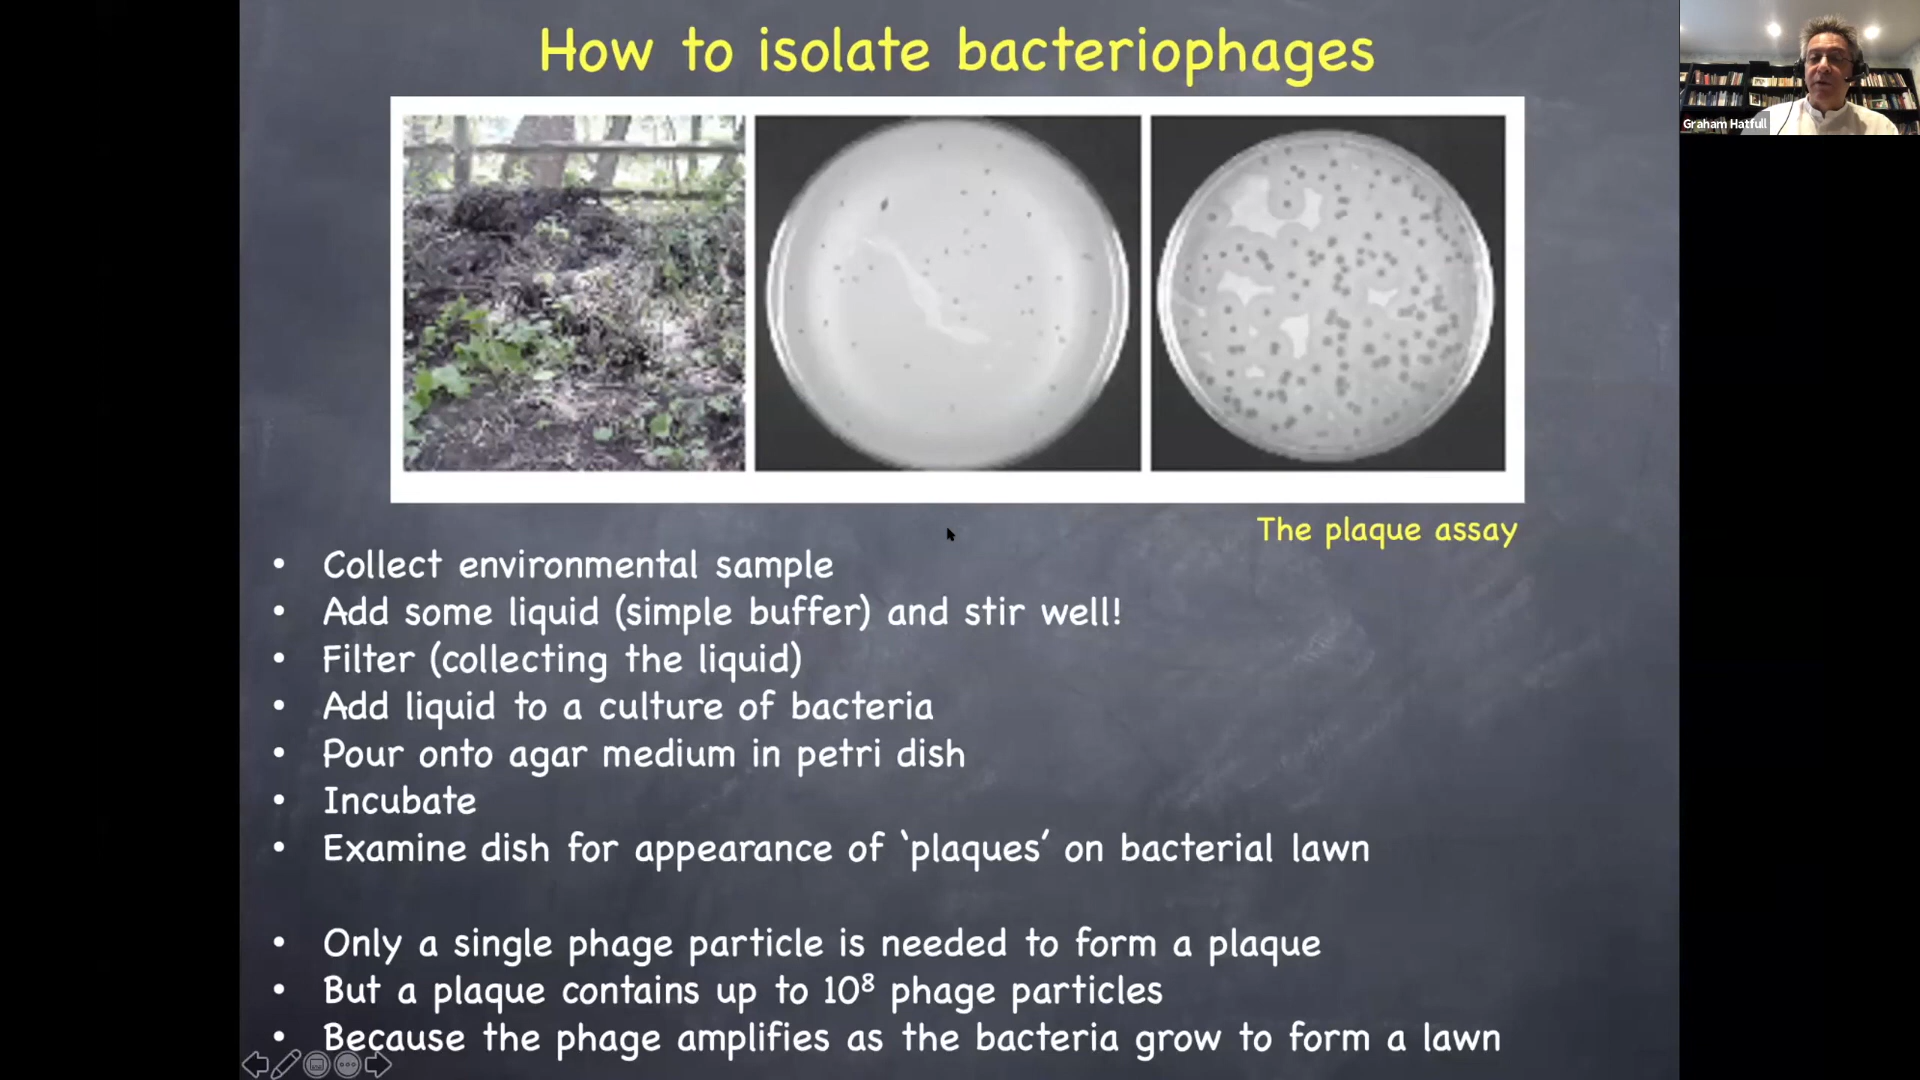 How to isolate bacteriophages
Graham Hatfull
The plaque assay
• Collect environmental sample
• Add some liquid (simple buffer) and stir well!
• Filter (collecting the liquid)
• Add liquid to a culture of bacteria
• Pour onto agar medium in petri dish
• Incubate
• Examine dish for appearance of ‘plaques’ on bacterial lawn
• Only a single phage particle is needed to form a plaque
• But a plaque contains up to 10⁸ phage particles
• Because the phage amplifies as the bacteria grow to form a lawn